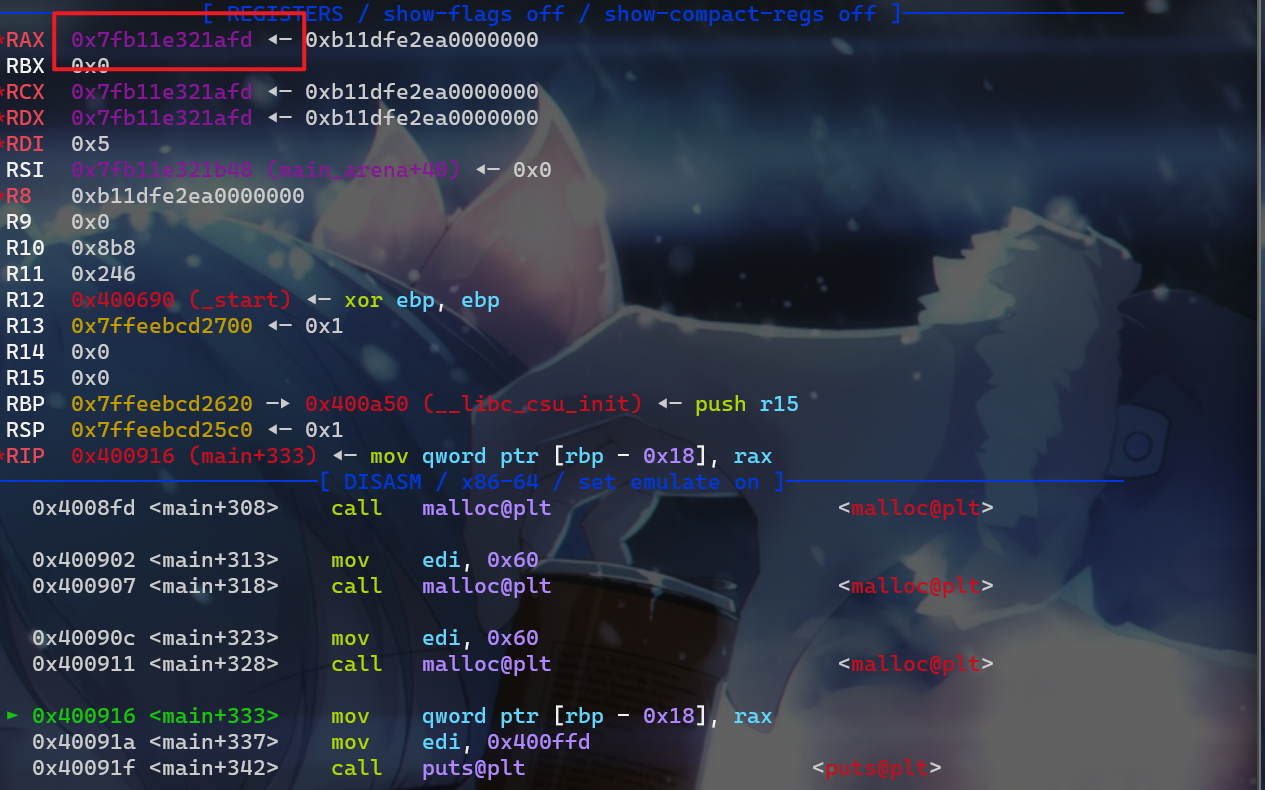 [ REGISTERS / show-flags off / show-compact-regs off ]
*RAX 0x7fb11e321afd ◂— 0xb11dfe2ea0000000
RBX 0x0
*RCX 0x7fb11e321afd ◂— 0xb11dfe2ea0000000
*RDX 0x7fb11e321afd ◂— 0xb11dfe2ea0000000
*RDI 0x5
RSI 0x7fb11e321b48 (main_arena+40) ◂— 0x0
*R8 0xb11dfe2ea0000000
R9 0x0
R10 0x8b8
R11 0x246
R12 0x400690 (_start) ◂— xor ebp, ebp
R13 0x7ffeebcd2700 ◂— 0x1
R14 0x0
R15 0x0
RBP 0x7ffeebcd2620 —▸ 0x400a50 (__libc_csu_init) ◂— push r15
RSP 0x7ffeebcd25c0 ◂— 0x1
*RIP 0x400916 (main+333) ◂— mov qword ptr [rbp - 0x18], rax
[ DISASM / x86-64 / set emulate on ]
0x4008fd <main+308> call malloc@plt <malloc@plt>
0x400902 <main+313> mov edi, 0x60
0x400907 <main+318> call malloc@plt <malloc@plt>
0x40090c <main+323> mov edi, 0x60
0x400911 <main+328> call malloc@plt <malloc@plt>
► 0x400916 <main+333> mov qword ptr [rbp - 0x18], rax
0x40091a <main+337> mov edi, 0x400ffd
0x40091f <main+342> call puts@plt <puts@plt>